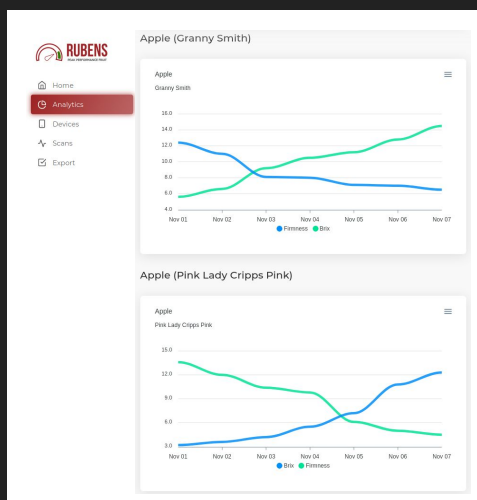 RUBENS
PEAK PERFORMANCE FRUIT
Home
Analytics
Devices
Scans
Export
Apple (Granny Smith)
Apple
Granny Smith
16.0
14.0
12.0
10.0
8.0
6.0
4.0
Nov 01 Nov 02 Nov 03 Nov 04 Nov 05 Nov 06 Nov 07
Firmness Brix
Apple (Pink Lady Cripps Pink)
Apple
Pink Lady Cripps Pink
15.0
12.0
9.0
6.0
3.0
Nov 01 Nov 02 Nov 03 Nov 04 Nov 05 Nov 06 Nov 07
Brix Firmness